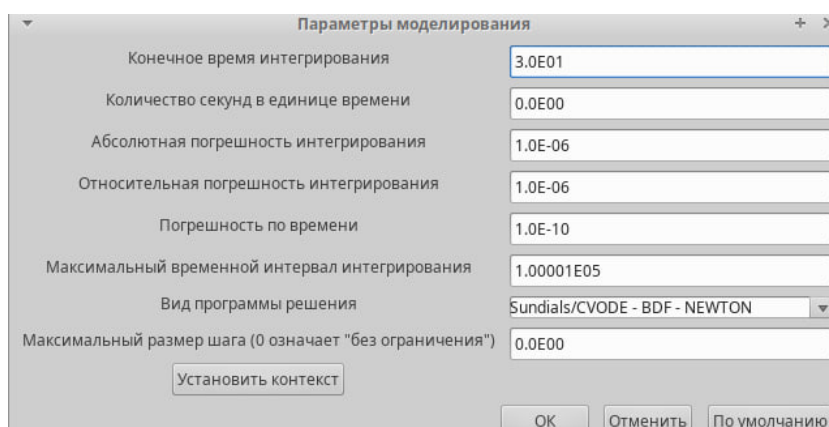 Параметры моделирования
Конечное время интегрирования 3.0E01
Количество секунд в единице времени 0.0E00
Абсолютная погрешность интегрирования 1.0E-06
Относительная погрешность интегрирования 1.0E-06
Погрешность по времени 1.0E-10
Максимальный временной интервал интегрирования 1.00001E05
Вид программы решения Sundials/CVODE - BDF - NEWTON
Максимальный размер шага (0 означает "без ограничения") 0.0E00
Установить контекст
ОК Отменить По умолчанию